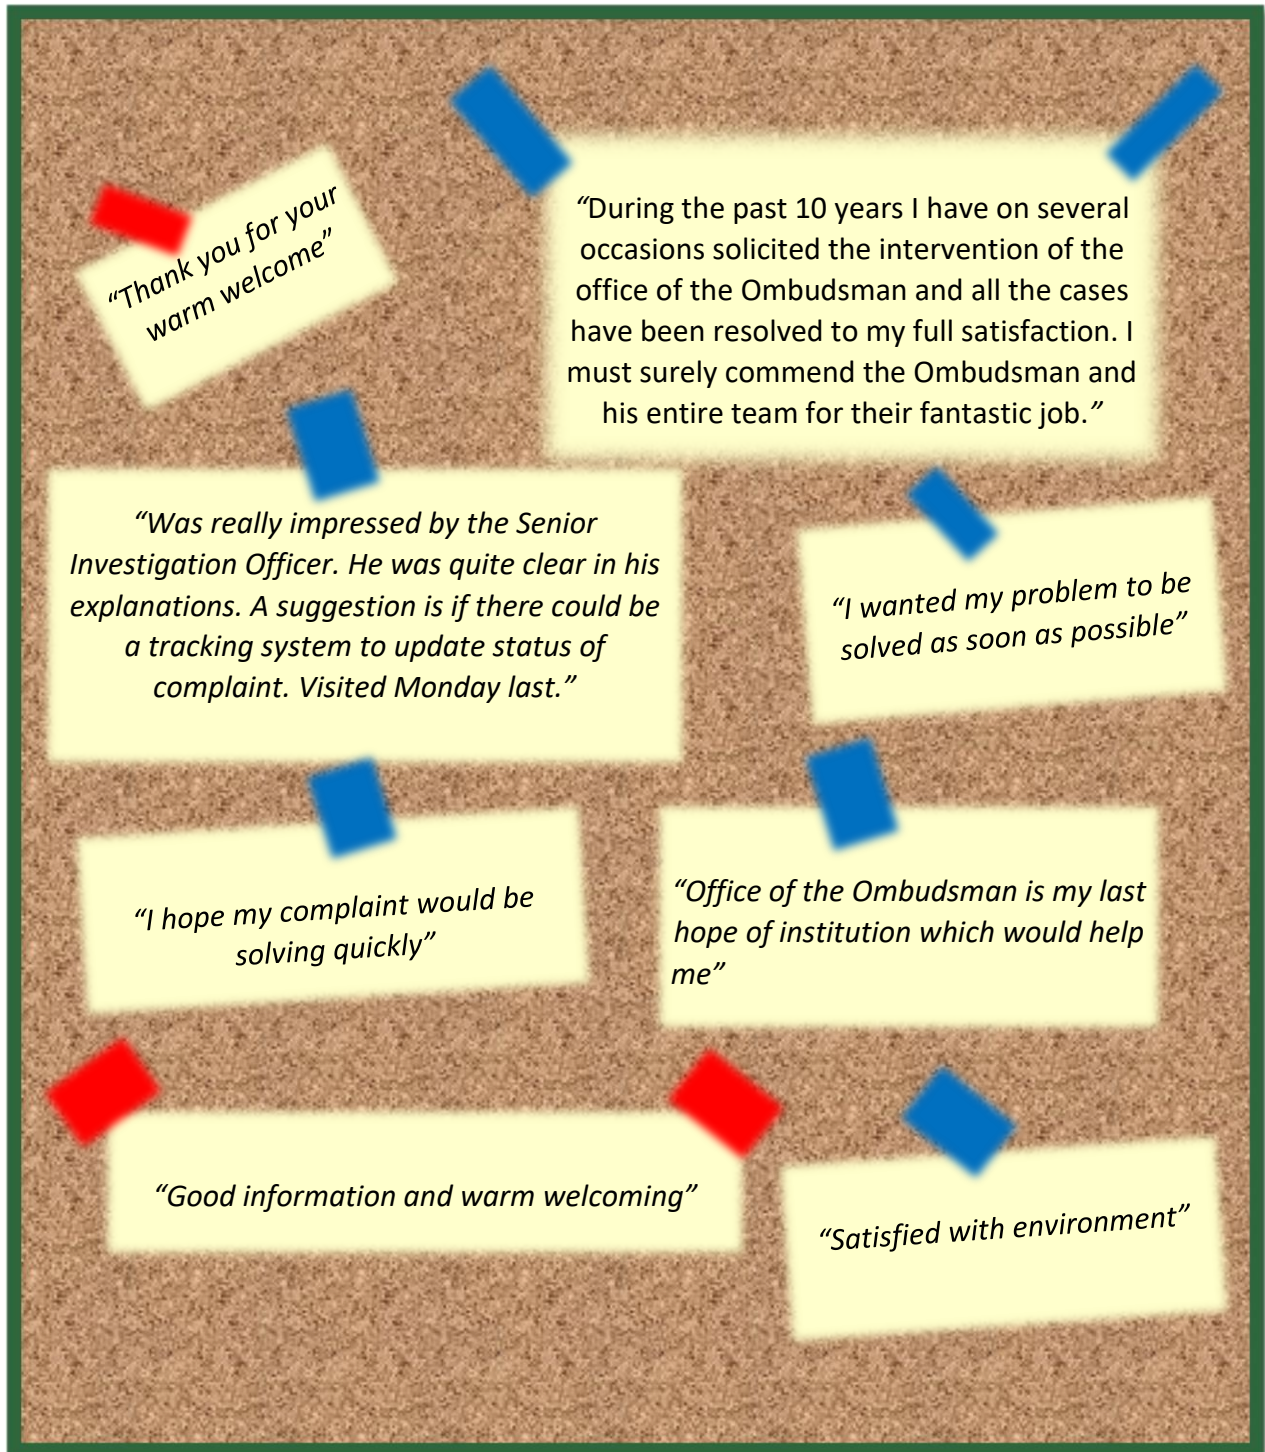 “Thank you for your
warm welcome”
“During the past 10 years I have on several
occasions solicited the intervention of the
office of the Ombudsman and all the cases
have been resolved to my full satisfaction. I
must surely commend the Ombudsman and
his entire team for their fantastic job.”
“Was really impressed by the Senior
Investigation Officer. He was quite clear in his
explanations. A suggestion is if there could be
a tracking system to update status of
complaint. Visited Monday last.”
“I wanted my problem to be
solved as soon as possible”
“I hope my complaint would be
solving quickly”
“Office of the Ombudsman is my last
hope of institution which would help
me”
“Good information and warm welcoming”
“Satisfied with environment”